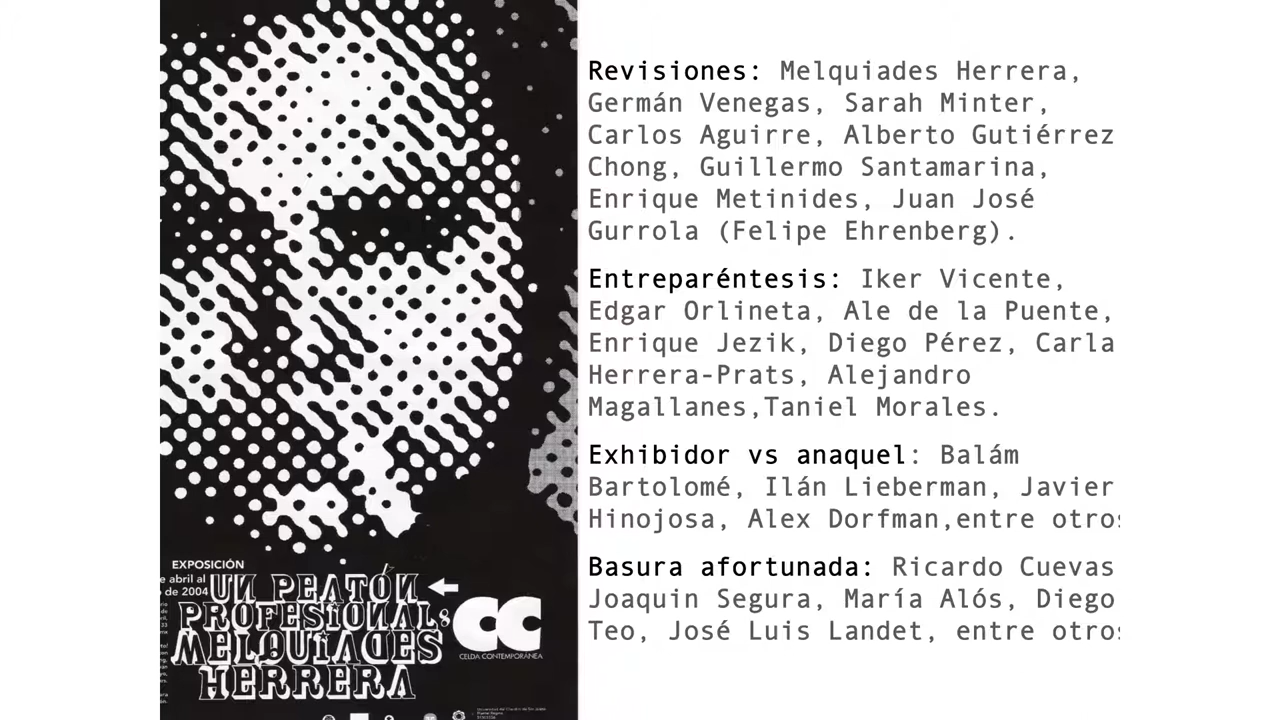 EXPOSICIÓN
e abril al
o de 2004
UN PEATÓN
PROFESIONAL:
MELQUIADES
HERRERA
CC
CELDA CONTEMPORÁNEA
Revisiones: Melquiades Herrera,
Germán Venegas, Sarah Minter,
Carlos Aguirre, Alberto Gutiérrez
Chong, Guillermo Santamarina,
Enrique Metinides, Juan José
Gurrola (Felipe Ehrenberg).
Entreparéntesis: Iker Vicente,
Edgar Orlineta, Ale de la Puente,
Enrique Jezik, Diego Pérez, Carla
Herrera-Prats, Alejandro
Magallanes,Taniel Morales.
Exhibidor vs anaquel: Balám
Bartolomé, Ilán Lieberman, Javier
Hinojosa, Alex Dorfman,entre otros
Basura afortunada: Ricardo Cuevas
Joaquin Segura, María Alós, Diego
Teo, José Luis Landet, entre otros